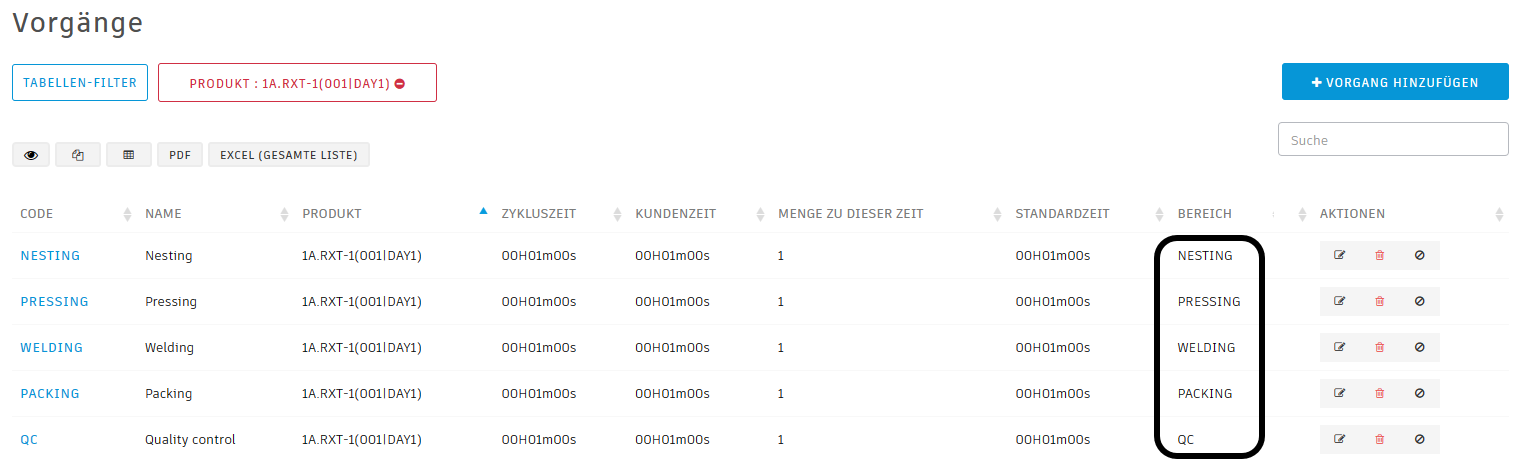 Vorgänge
TABELLEN-FILTER PRODUKT : 1A.RXT-1(001|DAY1) VORGANG HINZUFÜGEN
Suche
PDF EXCEL (GESAMTE LISTE)
CODE NAME PRODUKT ZYKLUSZEIT KUNDENZEIT MENGE ZU DIESER ZEIT STANDARDZEIT BEREICH AKTIONEN
NESTING Nesting 1A.RXT-1(001|DAY1) 00H01m00s 00H01m00s 1 00H01m00s NESTING
PRESSING Pressing 1A.RXT-1(001|DAY1) 00H01m00s 00H01m00s 1 00H01m00s PRESSING
WELDING Welding 1A.RXT-1(001|DAY1) 00H01m00s 00H01m00s 1 00H01m00s WELDING
PACKING Packing 1A.RXT-1(001|DAY1) 00H01m00s 00H01m00s 1 00H01m00s PACKING
QC Quality control 1A.RXT-1(001|DAY1) 00H01m00s 00H01m00s 1 00H01m00s QC